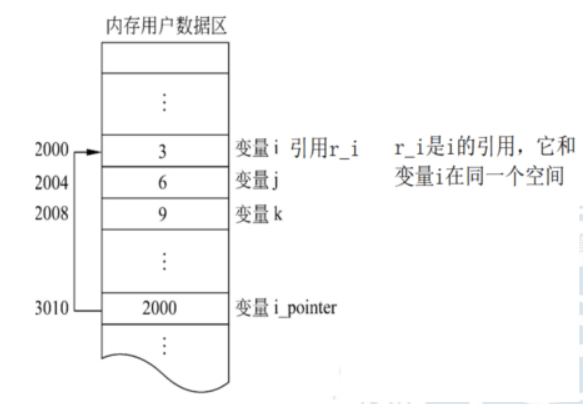 内存用户数据区
⋮
2000 3 变量i 引用r_i r_i是i的引用，它和
2004 6 变量j 变量i在同一个空间
2008 9 变量k
⋮
3010 2000 变量i_pointer
⋮